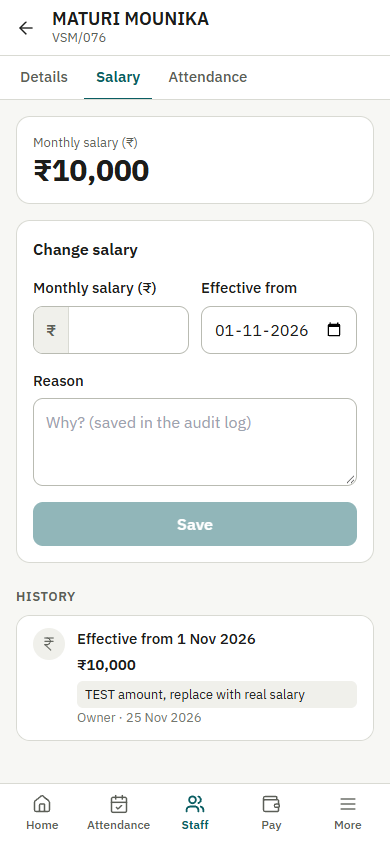 MATURI MOUNIKA
VSM/076
Details Salary Attendance
Monthly salary (₹)
₹10,000
Change salary
Monthly salary (₹) Effective from
₹ 01-11-2026
Reason
Why? (saved in the audit log)
Save
HISTORY
₹ Effective from 1 Nov 2026
₹10,000
TEST amount, replace with real salary
Owner · 25 Nov 2026
Home Attendance Staff Pay More